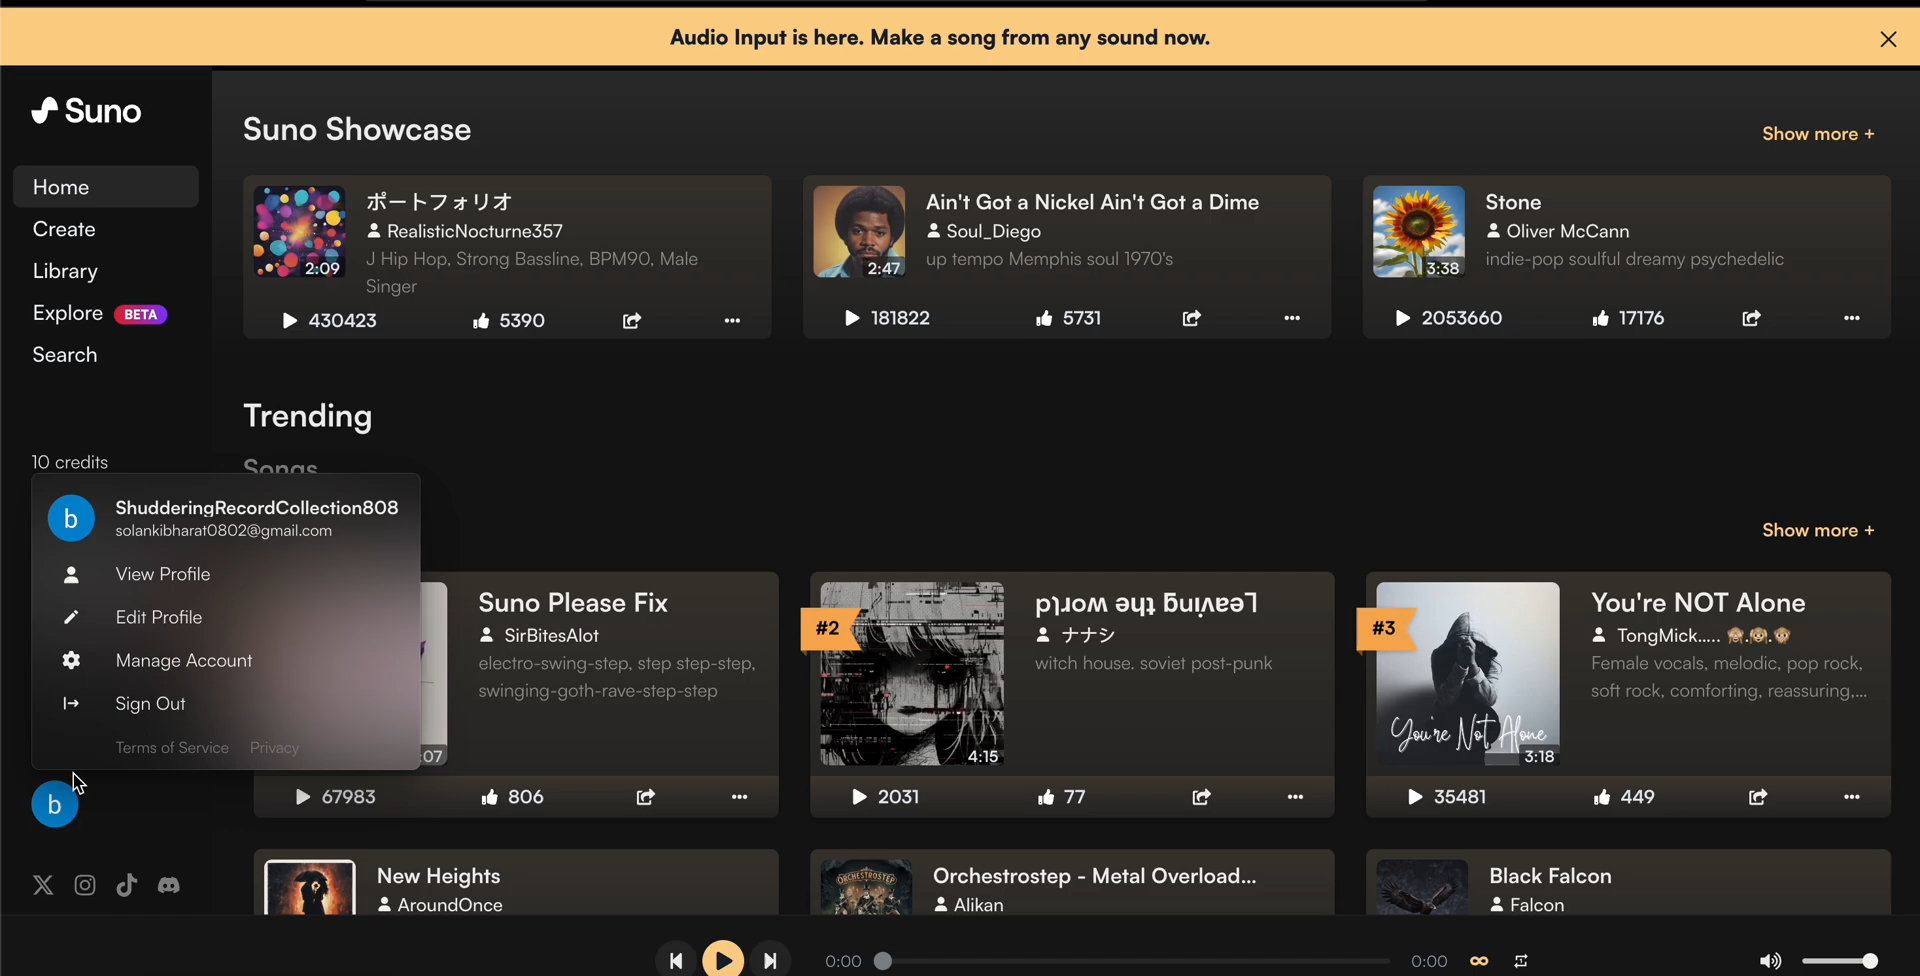 Audio Input is here. Make a song from any sound now.
Suno
Home
Create
Library
Explore BETA
Search
10 credits
ShudderingRecordCollection808
solankibharat0802@gmail.com
View Profile
Edit Profile
Manage Account
Sign Out
Terms of Service Privacy
b
b
Suno Showcase
Show more +
ポートフォリオ
RealisticNocturne357
J Hip Hop, Strong Bassline, BPM90, Male
Singer
2:09
430423 5390
Ain't Got a Nickel Ain't Got a Dime
Soul_Diego
up tempo Memphis soul 1970's
2:47
181822 5731
Stone
Oliver McCann
indie-pop soulful dreamy psychedelic
3:38
2053660 17176
Trending
Songs
Show more +
Suno Please Fix
SirBitesAlot
electro-swing-step, step step-step,
swinging-goth-rave-step-step
:07
67983 806
#2
pʅɿoW ǝɥʇ ϱuivɐǝ⅂
ナナシ
witch house. soviet post-punk
4:15
2031 77
#3
You're NOT Alone
TongMick..... 🙈.🙉.🙊
Female vocals, melodic, pop rock,
soft rock, comforting, reassuring,...
You're Not Alone
3:18
35481 449
New Heights
AroundOnce
ORCHESTROSTEP
Orchestrostep - Metal Overload...
Alikan
Black Falcon
Falcon
0:00 0:00